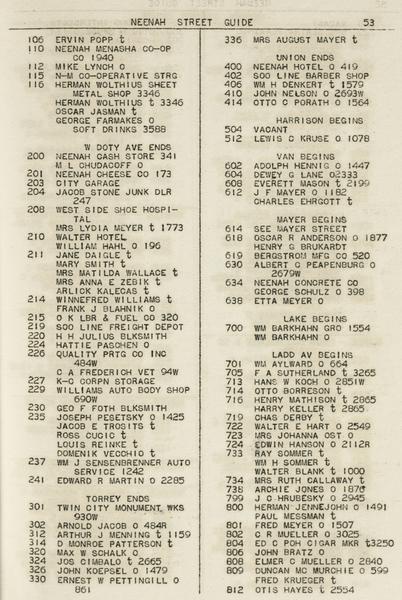 NEENAH STREET GUIDE 53
106 ERVIN POPP t
110 NEENAH MENASHA CO-OP
CO 1940
112 MIKE LYNCH O
115 N-M CO-OPERATIVE STRG
116 HERMAN WOLTHIUS SHEET
METAL SHOP 3346
HERMAN WOLTHIUS t 3346
OSCAR JASMAN t
GEORGE FARMAKES O
SOFT DRINKS 3588
W DOTY AVE ENDS
200 NEENAH CASH STORE 341
M L CHUDACOFF O
201 NEENAH CHEESE CO 173
203 CITY GARAGE
204 JACOB STONE JUNK DLR
247
208 WEST SIDE SHOE HOSPI-
TAL
MRS LYDIA MEYER t 1773
210 WALTER HOTEL
WILLIAM HAHL O 196
211 JANE DAIGLE t
MARY SMITH t
MRS MATILDA WALLACE t
MRS ANNA E ZEBIK t
ARLICK KALECAS t
214 WINNEFRED WILLIAMS t
FRANK J BLAHNIK O
215 O K LBR & FUEL CO 320
219 SOO LINE FREIGHT DEPOT
220 H H JULIUS BLKSMITH
224 HATTIE PASCHEN O
226 QUALITY PRTG CO INC
484W
C A FREDERICH VET 94W
227 K-C CORPN STORAG
229 WILLIAMS AUTO BODY SHOP
690W
230 GEO F FOTH BLKSMITH
235 JOSEPH PESETSKY O 1425
JACOB E TROSITS t
ROSS CUCIC t
LOUIS REINKE t
DOMENIK VECCHIO t
237 WM J SENSENBRENNER AUTO
SERVICE 1242
241 EDWARD R MARTIN O 2285
TORREY ENDS
301 TWIN CITY MONUMENT WKS
930W
302 ARNOLD JACOB O 484R
312 ARTHUR J MENNING t 1159
314 D MONROE PATTERSON t
320 MAX W SCHALK O
324 JOS CIMBALO t 2665
326 JOHN KOEPSEL O 1479
330 ERNEST W PETTINGILL O
861
336 MRS AUGUST MAYER t
UNION ENDS
400 NEENAH HOTEL O 419
402 SOO LINE BARBER SHOP
406 WM H DENKERT t 1579
410 JOHN NELSON O 2693W
414 OTTO C PORATH O 1564
HARRISON BEGINS
504 VACANT
512 LEWIS C KRUSE O 1078
VAN BEGINS
602 ADOLPH HENNIG O 1447
604 DEWEY G LANE O2333
608 EVERETT MASON t 2199
612 J F MAYER O 1182
CHARLES EHRGOTT t
MAYER BEGINS
614 SEE MAYER STREET
618 OSCAR R ANDERSON O 1877
HENRY G BRUKARDT
619 BERGSTROM MFG CO 520
630 ALBERT C PEAPENBURG O
2679W
634 NEENAH CONCRETE CO
GEORGE SCHULZ O 398
638 ETTA MEYER O
LAKE BEGINS
700 WM BARKHAHN GRO 1554
WM BARKHAHN O
LADD AV BEGINS
701 WM AYLWARD O 664
705 F A SUTHERLAND t 3265
713 HANS W KOCH O 2851W
714 OTTO BORRESON t
716 HENRY MATHISON t 2865
HARRY KELLER t 2865
719 CHAS DERBY t
722 WALTER E HART O 2549
723 MRS JOHANNA OST O
724 EDWIN HANSON O 2112R
733 RAY SOMMER t
WM H SOMMER t
WALTER BLANK t 1000
734 MRS RUTH CALLAWAY t
738 ARCHIE JONES O 1870
799 J C HRUBESKY O 2945
800 HERMAN JENNEJOHN O 1491
PAUL MESSMAN t
801 FRED MEYER O 1507
802 C R MUELLER O 3025
804 ED C POH CIGAR MKR t3250
806 JOHN BRATZ O
808 ELMER C MUELLER O 2840
809 DUNCAN MC MURCHIE O 599
FRED KRUEGER t
812 OTIS HAYES t 2554